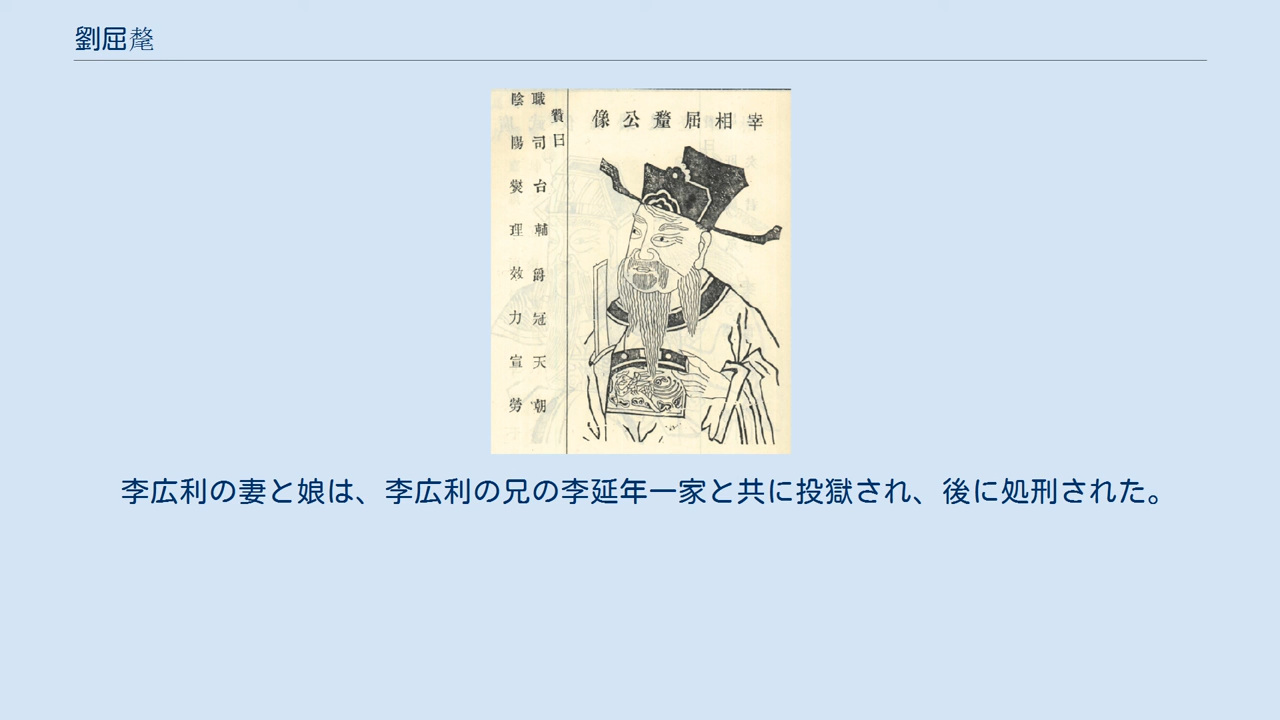 劉屈氂
宰相屈釐公像
贊曰
職司台輔爵冠天朝
陰陽爕理效力宣勞
李広利の妻と娘は、李広利の兄の李延年一家と共に投獄され、後に処刑された。